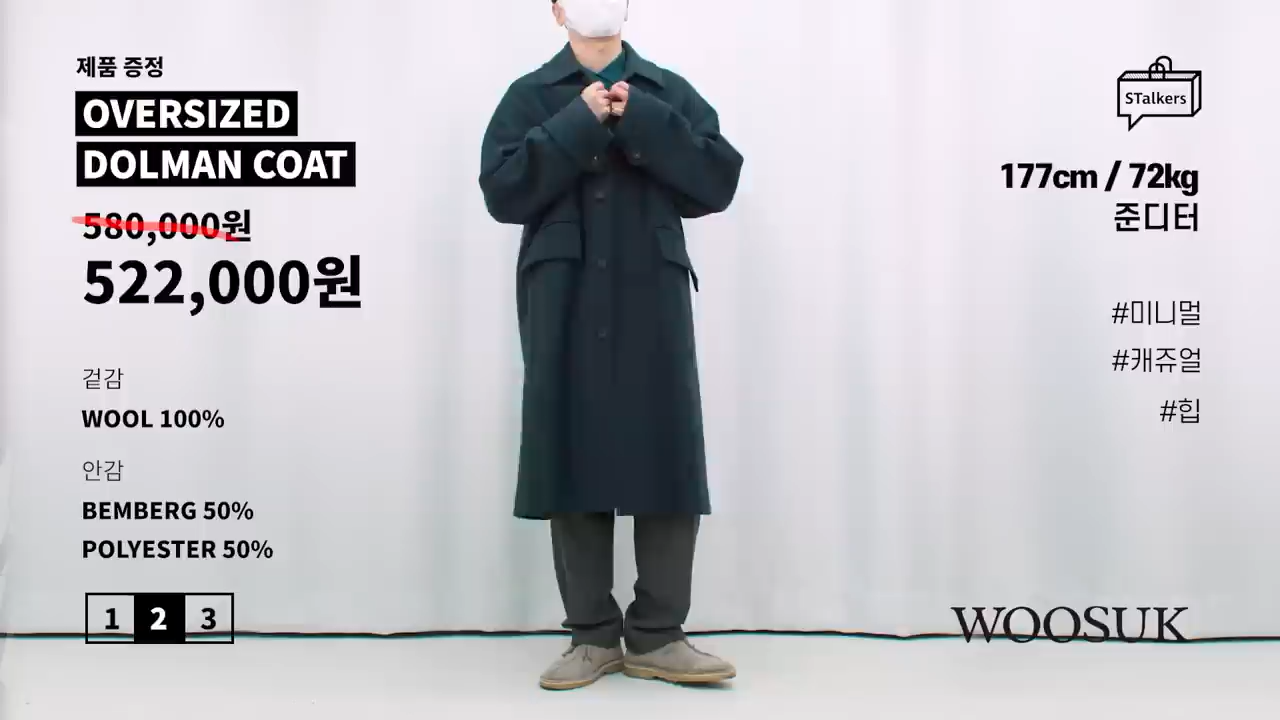 제품 증정
OVERSIZED
DOLMAN COAT
580,000원
522,000원
겉감
WOOL 100%
안감
BEMBERG 50%
POLYESTER 50%
1 2 3
STalkers
177cm / 72kg
준디터
#미니멀
#캐쥬얼
#힙
WOOSUK